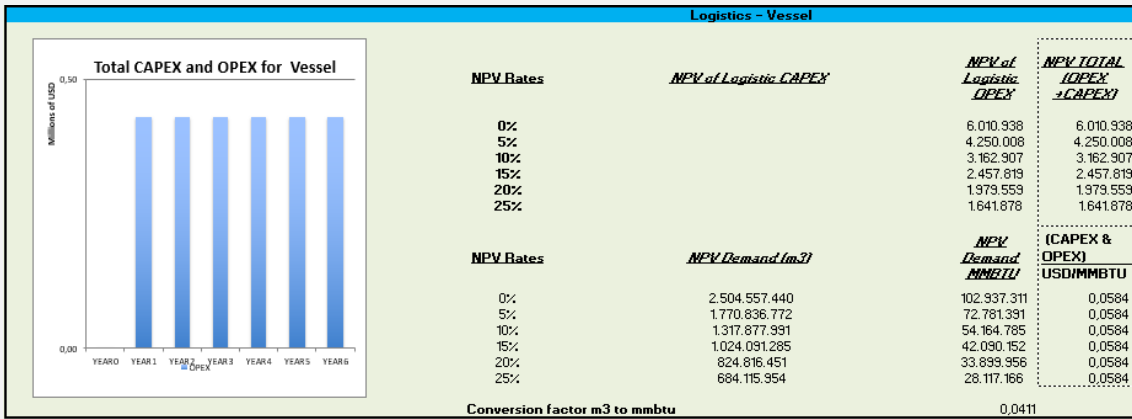 Logistics - Vessel
Total CAPEX and OPEX for Vessel
Millions of USD
0,50
0,00
YEAR0 YEAR1 YEAR2 YEAR3 YEAR4 YEAR5 YEAR6
OPEX
NPV Rates NPV of Logistic CAPEX NPV of Logistic OPEX NPV TOTAL (OPEX +CAPEX)
0% 6.010.938 6.010.938
5% 4.250.008 4.250.008
10% 3.162.907 3.162.907
15% 2.457.819 2.457.819
20% 1.979.559 1.979.559
25% 1.641.878 1.641.878
NPV Rates NPV Demand (m3) NPV Demand MMBTU (CAPEX & OPEX) USD/MMBTU
0% 2.504.557.440 102.937.311 0,0584
5% 1.770.836.772 72.781.391 0,0584
10% 1.317.877.991 54.164.785 0,0584
15% 1.024.091.285 42.090.152 0,0584
20% 824.816.451 33.899.956 0,0584
25% 684.115.954 28.117.166 0,0584
Conversion factor m3 to mmbtu 0,0411